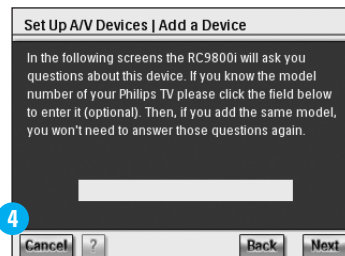 Set Up A/V Devices | Add a Device
In the following screens the RC9800i will ask you
questions about this device. If you know the model
number of your Philips TV please click the field below
to enter it (optional). Then, if you add the same model,
you won't need to answer those questions again.
4
Cancel ? Back Next